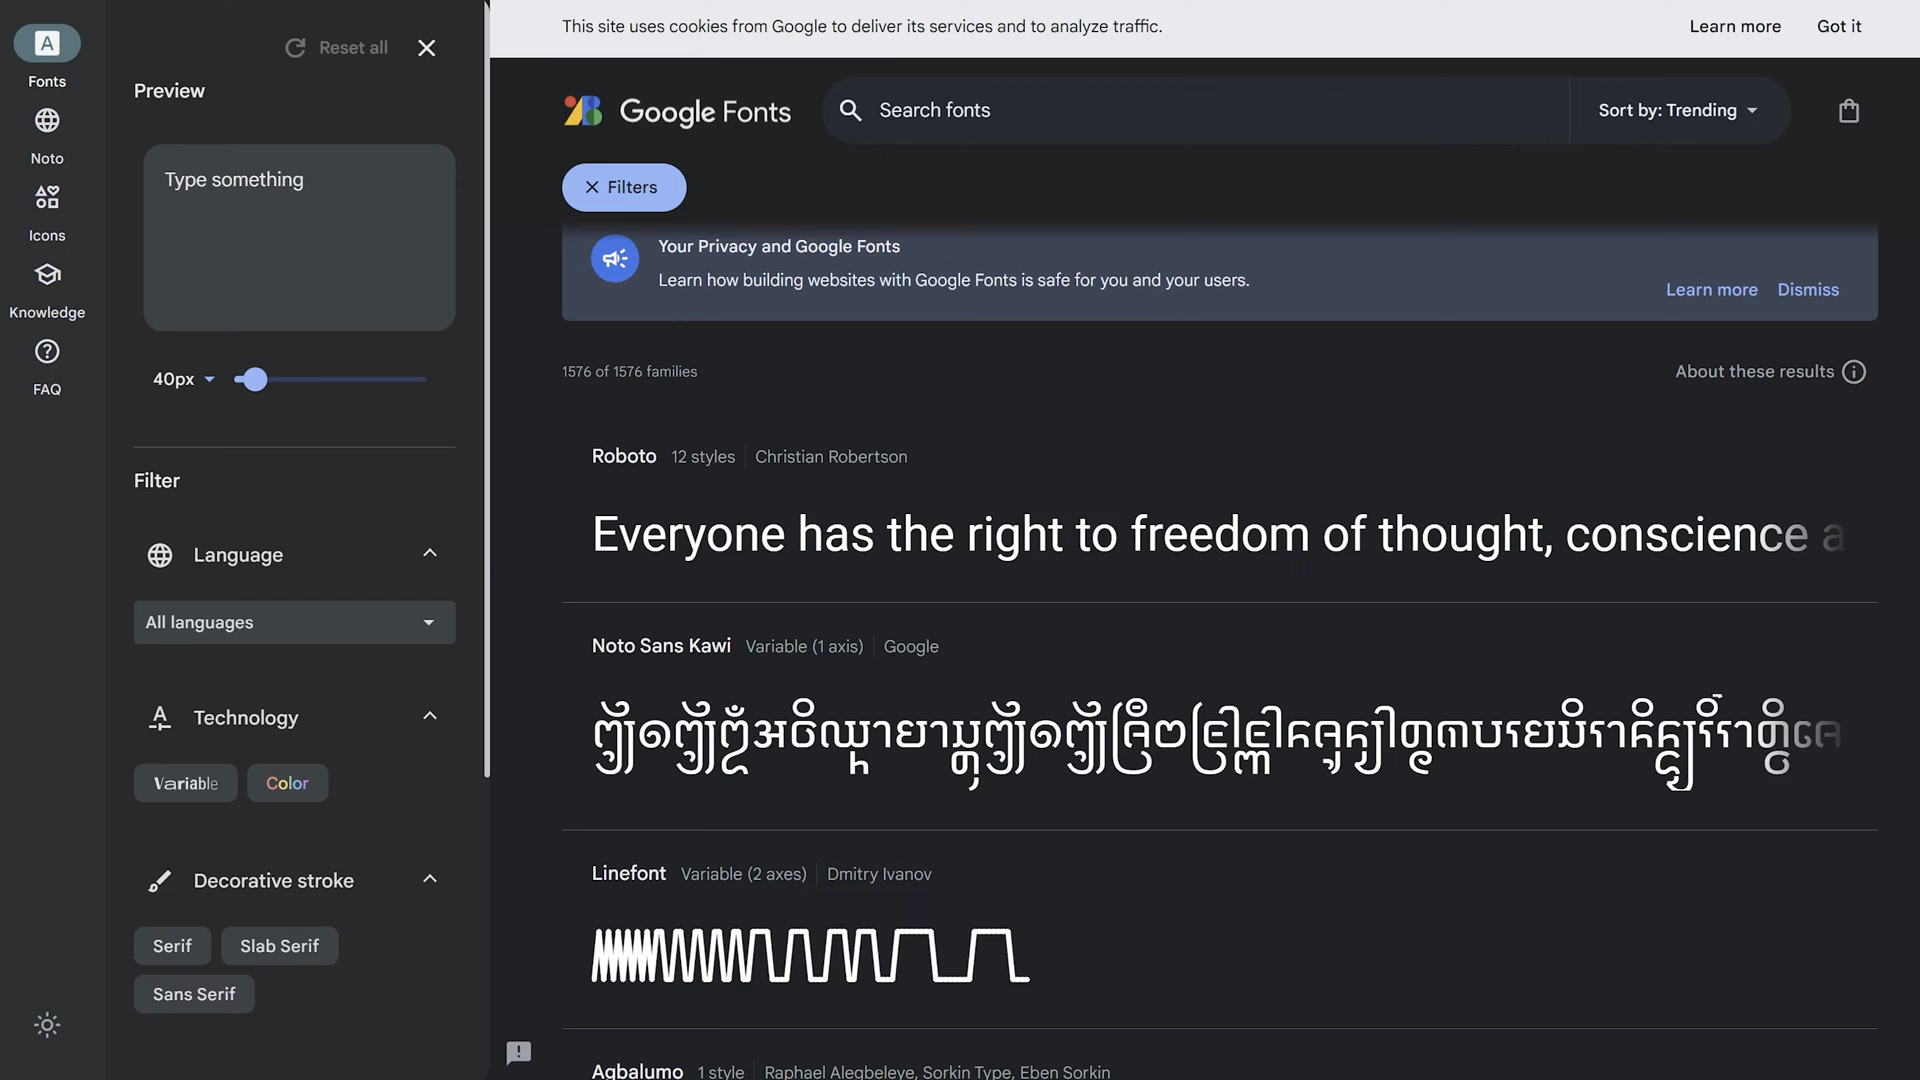 This site uses cookies from Google to deliver its services and to analyze traffic.
Learn more
Got it
A
Fonts
Noto
Icons
Knowledge
FAQ
Reset all
Preview
Type something
40px
Filter
Language
All languages
Technology
Variable
Color
Decorative stroke
Serif
Slab Serif
Sans Serif
Google Fonts
Search fonts
Sort by: Trending
Filters
Your Privacy and Google Fonts
Learn how building websites with Google Fonts is safe for you and your users.
Learn more
Dismiss
1576 of 1576 families
About these results
Roboto 12 styles Christian Robertson
Everyone has the right to freedom of thought, conscience a
Noto Sans Kawi Variable (1 axis) Google
Linefont Variable (2 axes) Dmitry Ivanov
Agbalumo 1 style Raphael Alegbeleye, Sorkin Type, Eben Sorkin